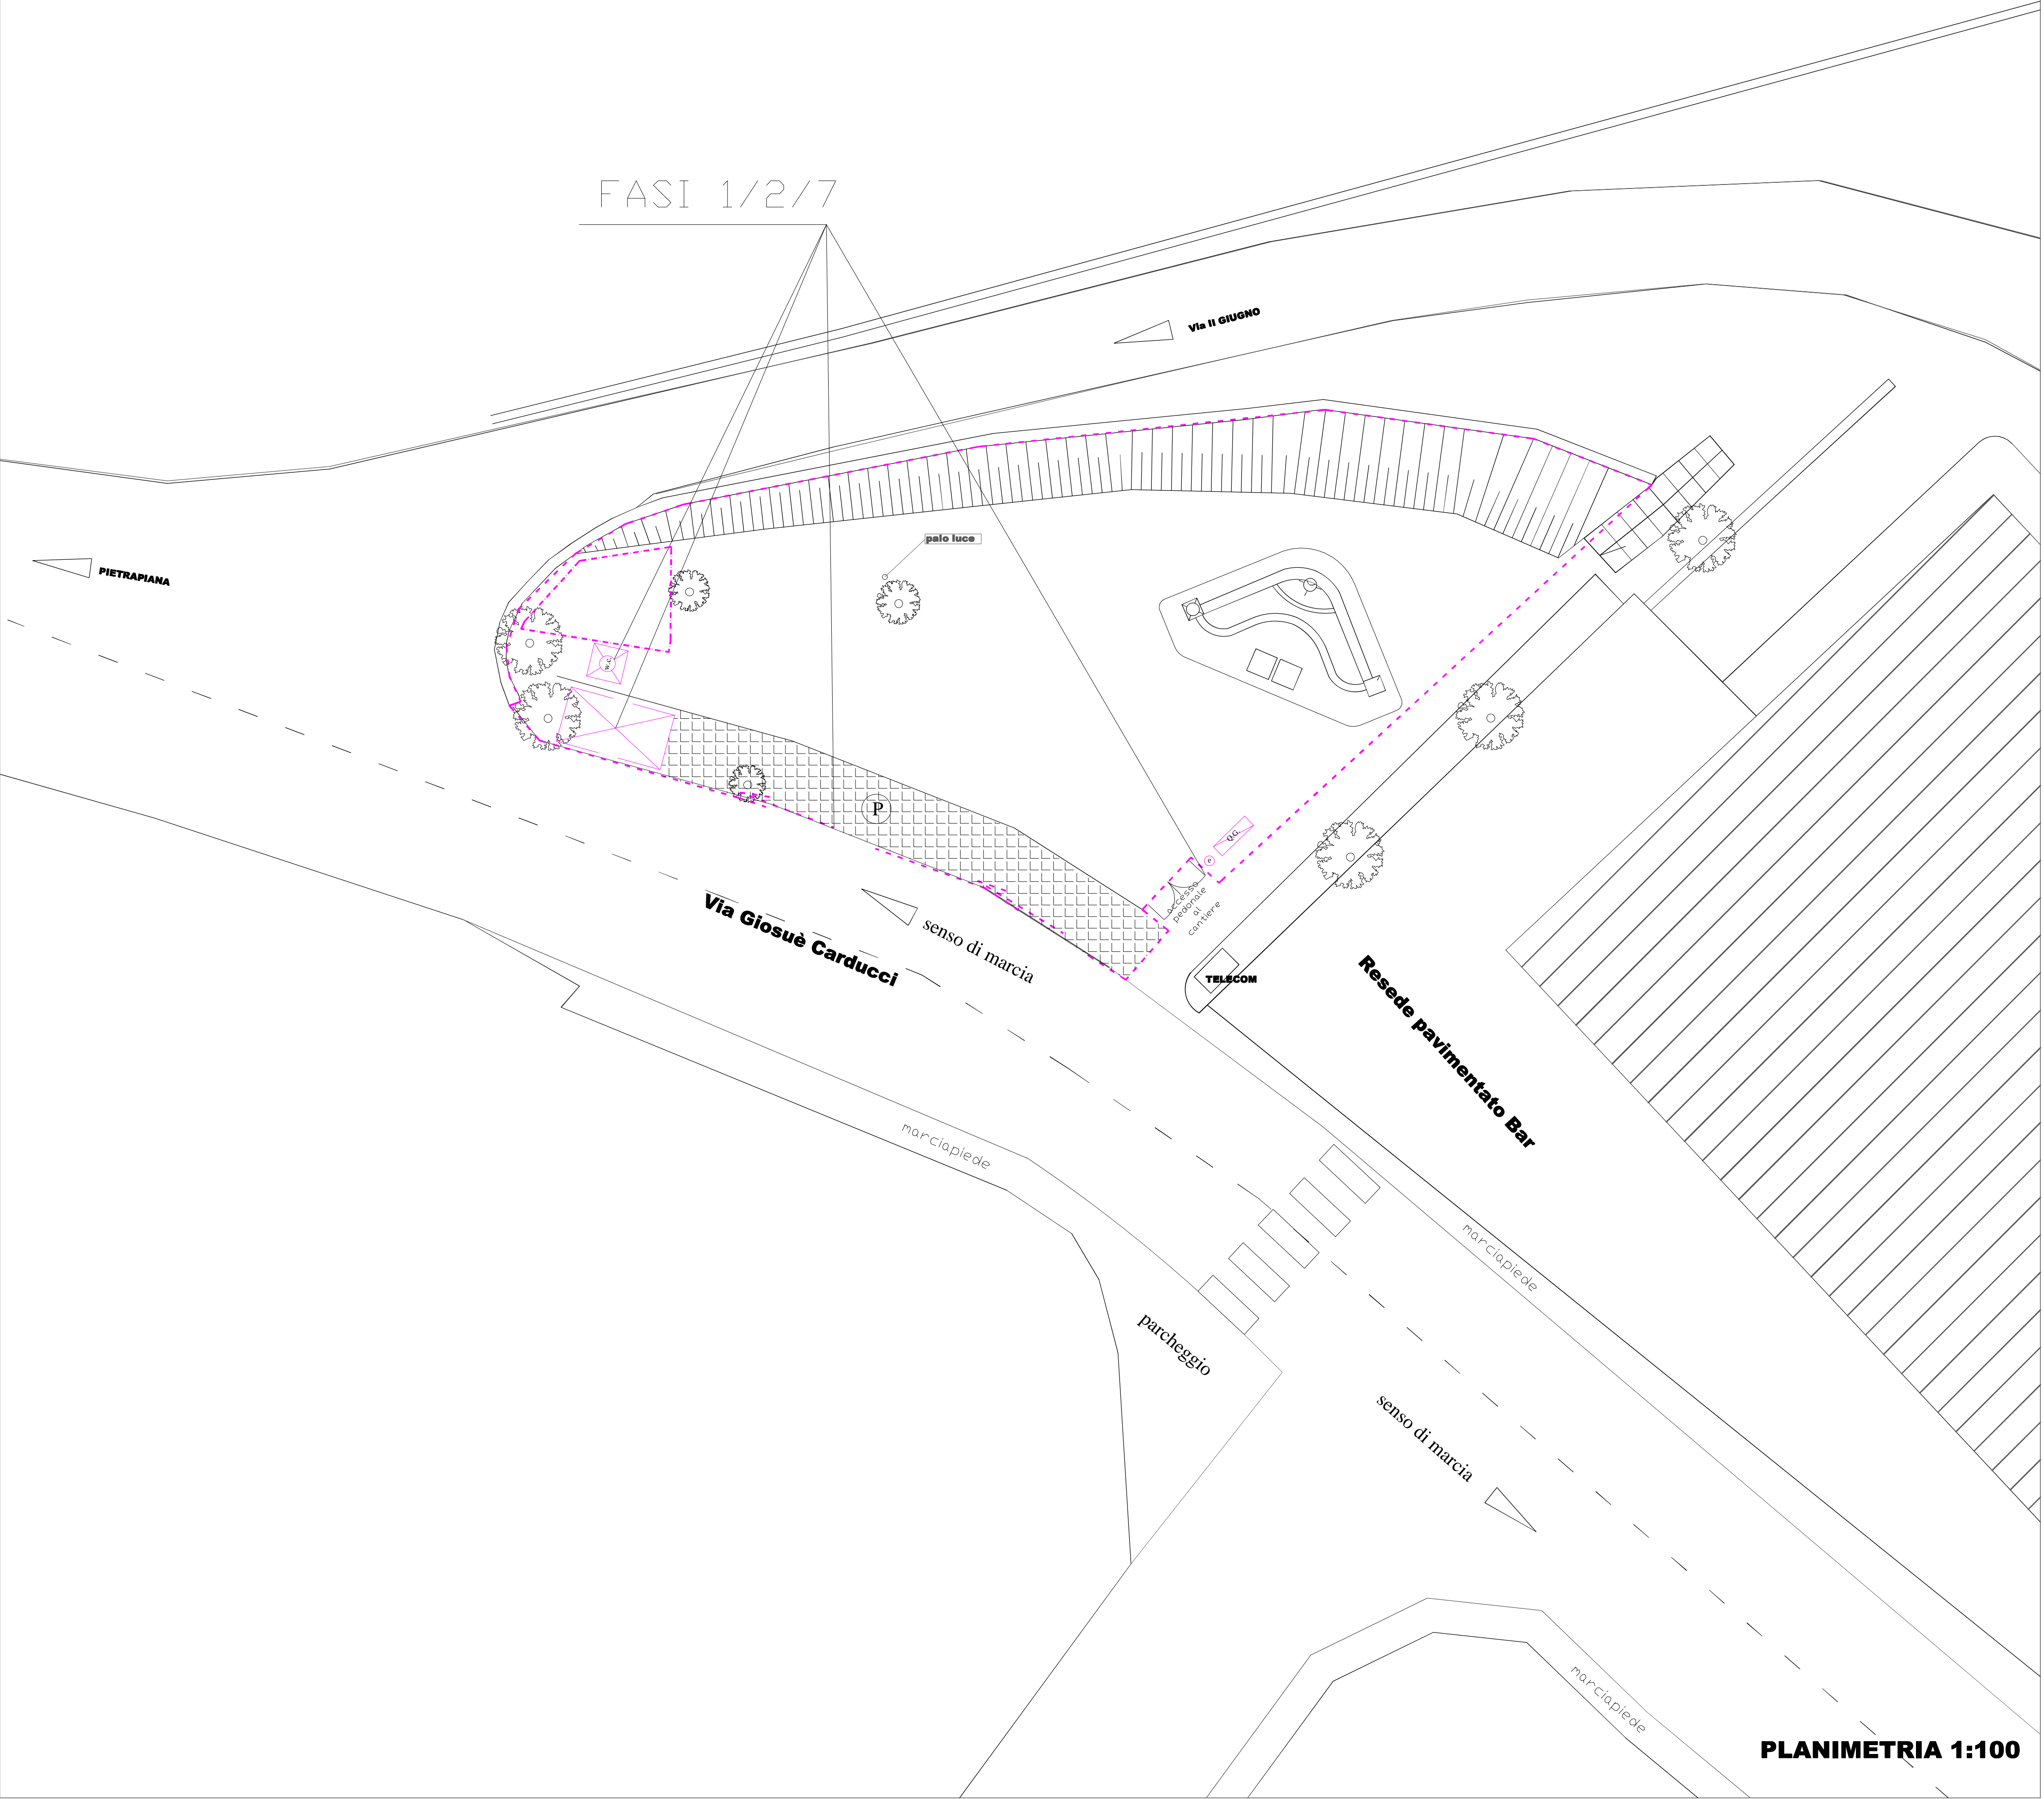 FASI 1/2/7
Via II GIUGNO
palo luce
PIETRAPIANA
W.C.
P
Q.G.
e
accesso
pedonale
al
cantiere
Via Giosuè Carducci
senso di marcia
TELECOM
Resede pavimentato Bar
marciapiede
marciapiede
parcheggio
senso di marcia
marciapiede
PLANIMETRIA 1:100